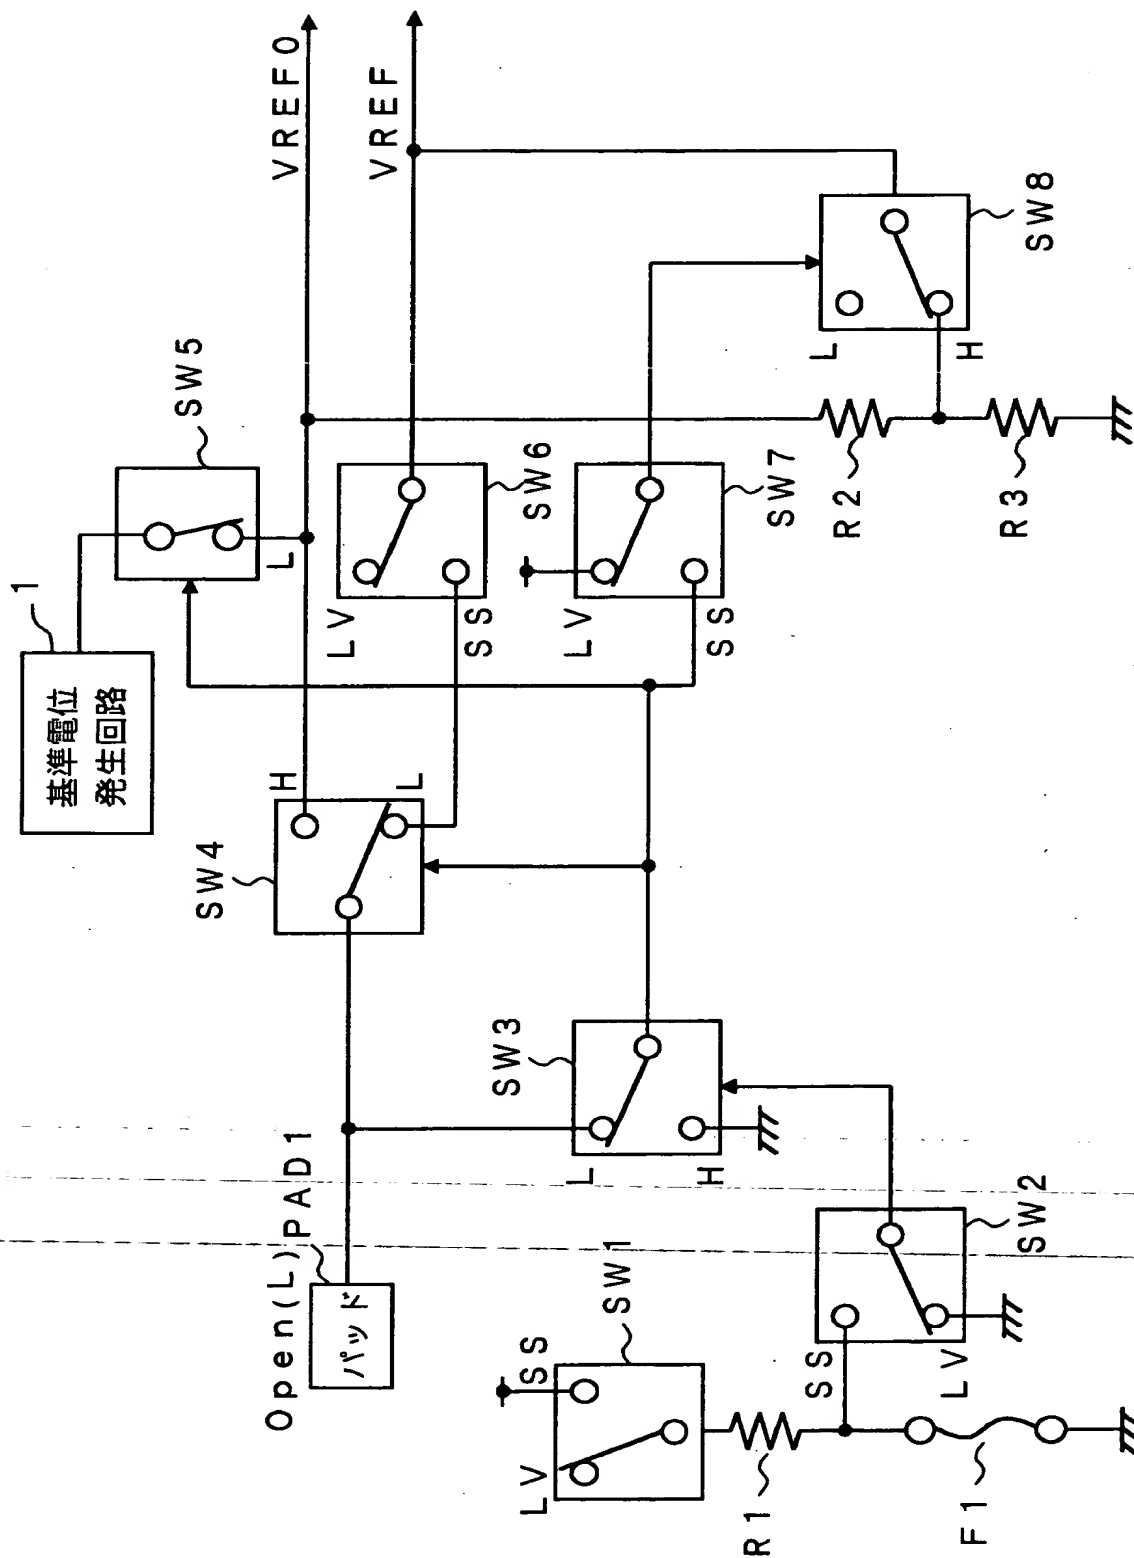 VREF0
VREF
SW5
1
基準電位
発生回路
L
LV
SS
SW6
LV
SS
SW7
L
H
SW8
R2
R3
H
L
SW4
SW3
L
H
Open(L)
PAD1
パッド
SS
LV
SW1
SS
LV
SW2
R1
F1